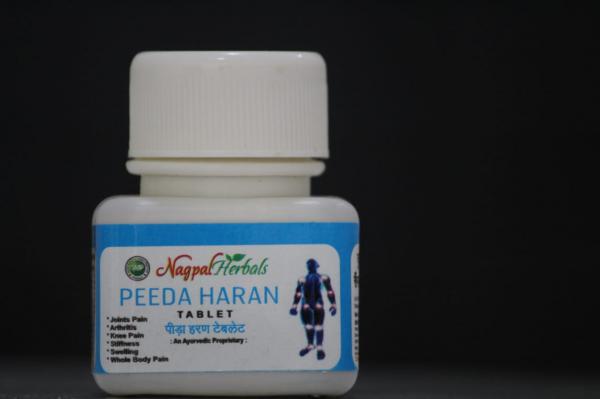 Nagpal Herbals
PEEDA HARAN
TABLET
पीड़ा हरण टेबलेट
: An Ayurvedic Proprietary :
* Joints Pain
* Arthritis
* Knee Pain
* Stiffness
* Swelling
* Whole Body Pain